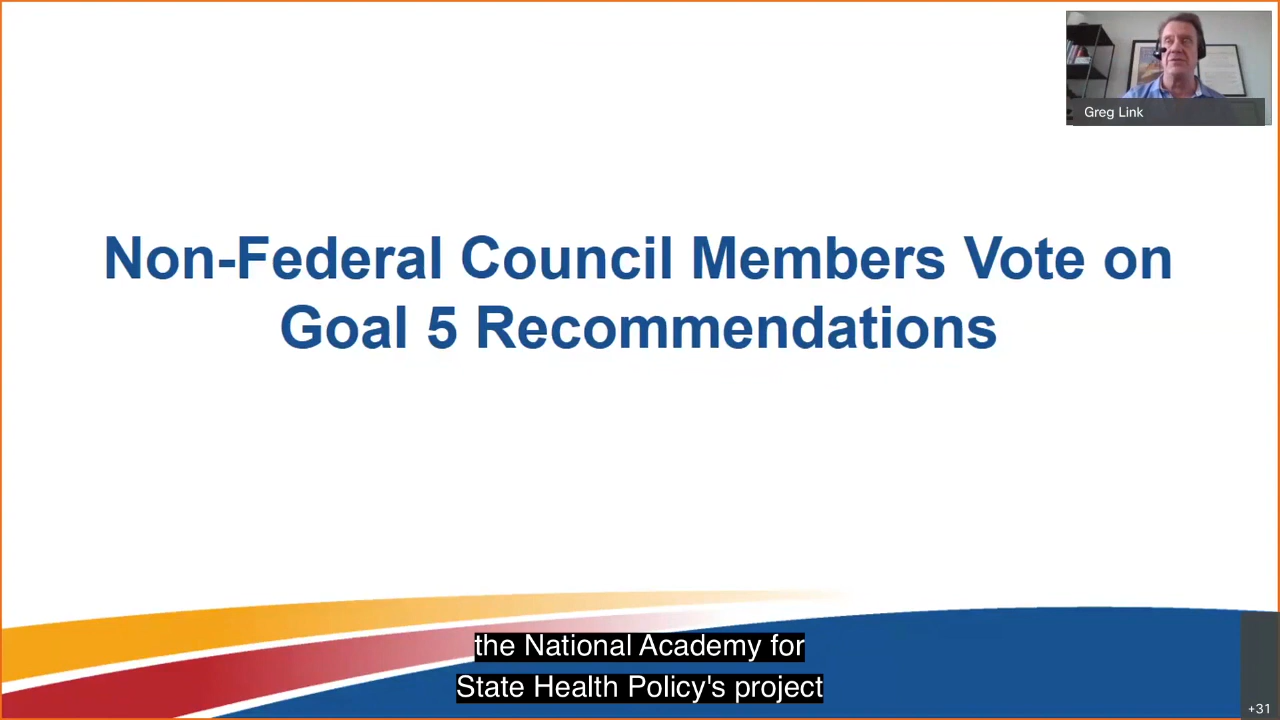 Greg Link
Non-Federal Council Members Vote on
Goal 5 Recommendations
the National Academy for
State Health Policy's project
+31